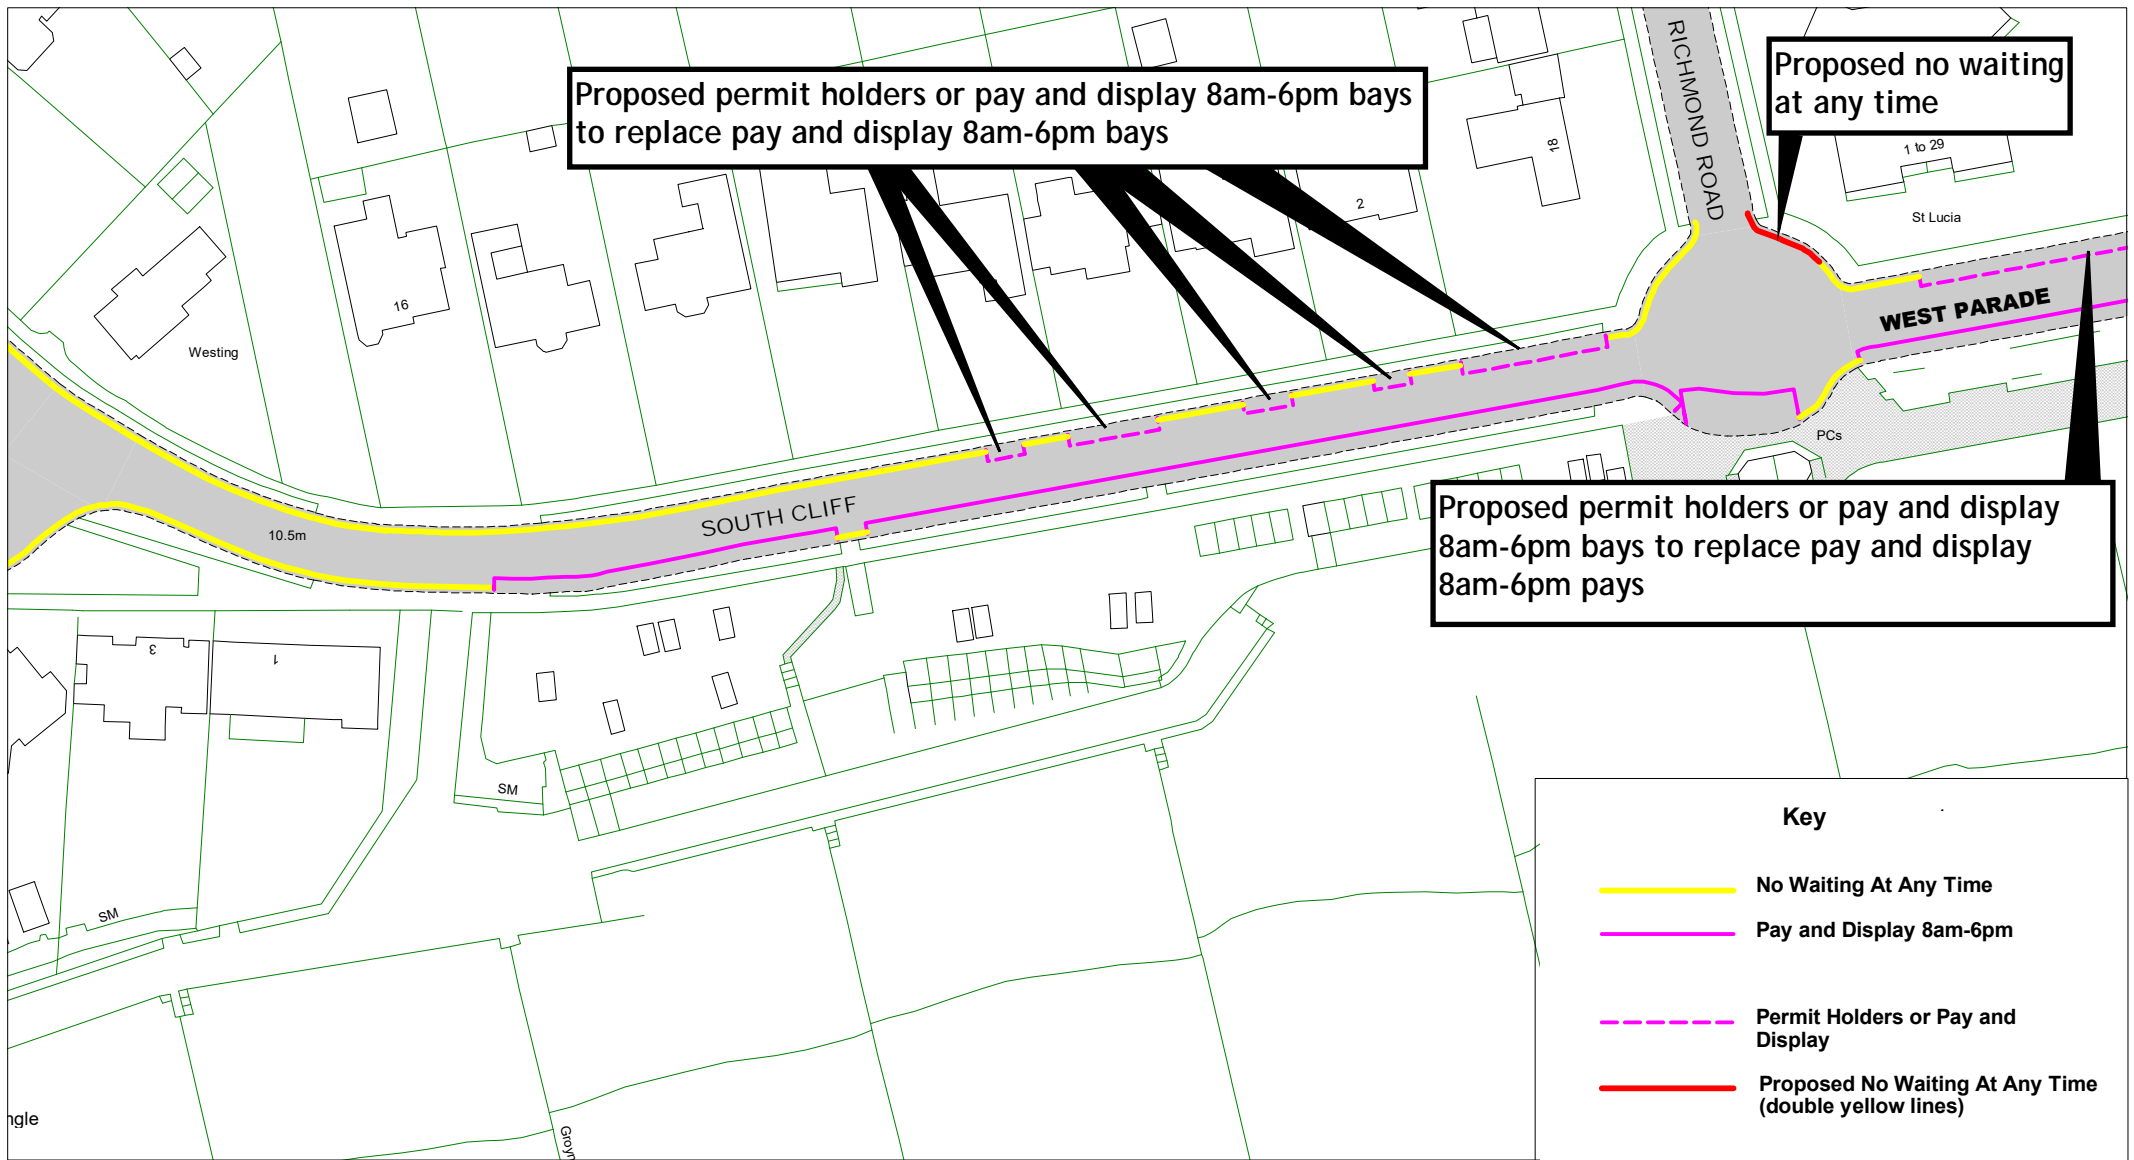 Proposed permit holders or pay and display 8am-6pm bays
to replace pay and display 8am-6pm bays
RICHMOND ROAD
Proposed no waiting
at any time
1 to 29
18
St Lucia
2
16
Westing
WEST PARADE
PCs
SOUTH CLIFF
10.5m
Proposed permit holders or pay and display
8am-6pm bays to replace pay and display
8am-6pm pays
3
1
SM
SM
Key
No Waiting At Any Time
Pay and Display 8am-6pm
Permit Holders or Pay and
Display
Proposed No Waiting At Any Time
(double yellow lines)
ngle
Groyn